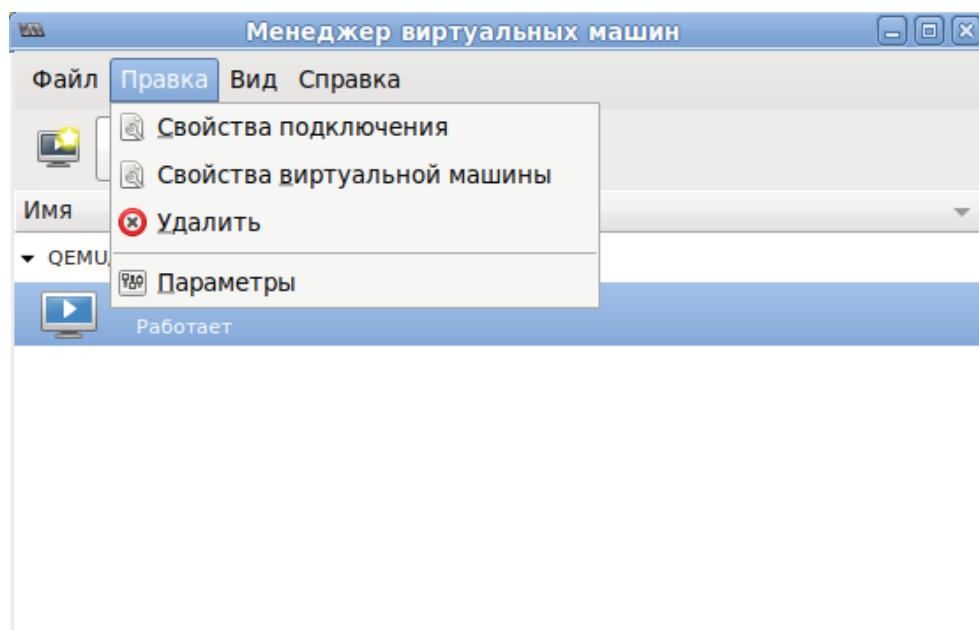 Менеджер виртуальных машин
Файл Правка Вид Справка
Свойства подключения
Свойства виртуальной машины
Имя
Удалить
QEMU
Параметры
Работает